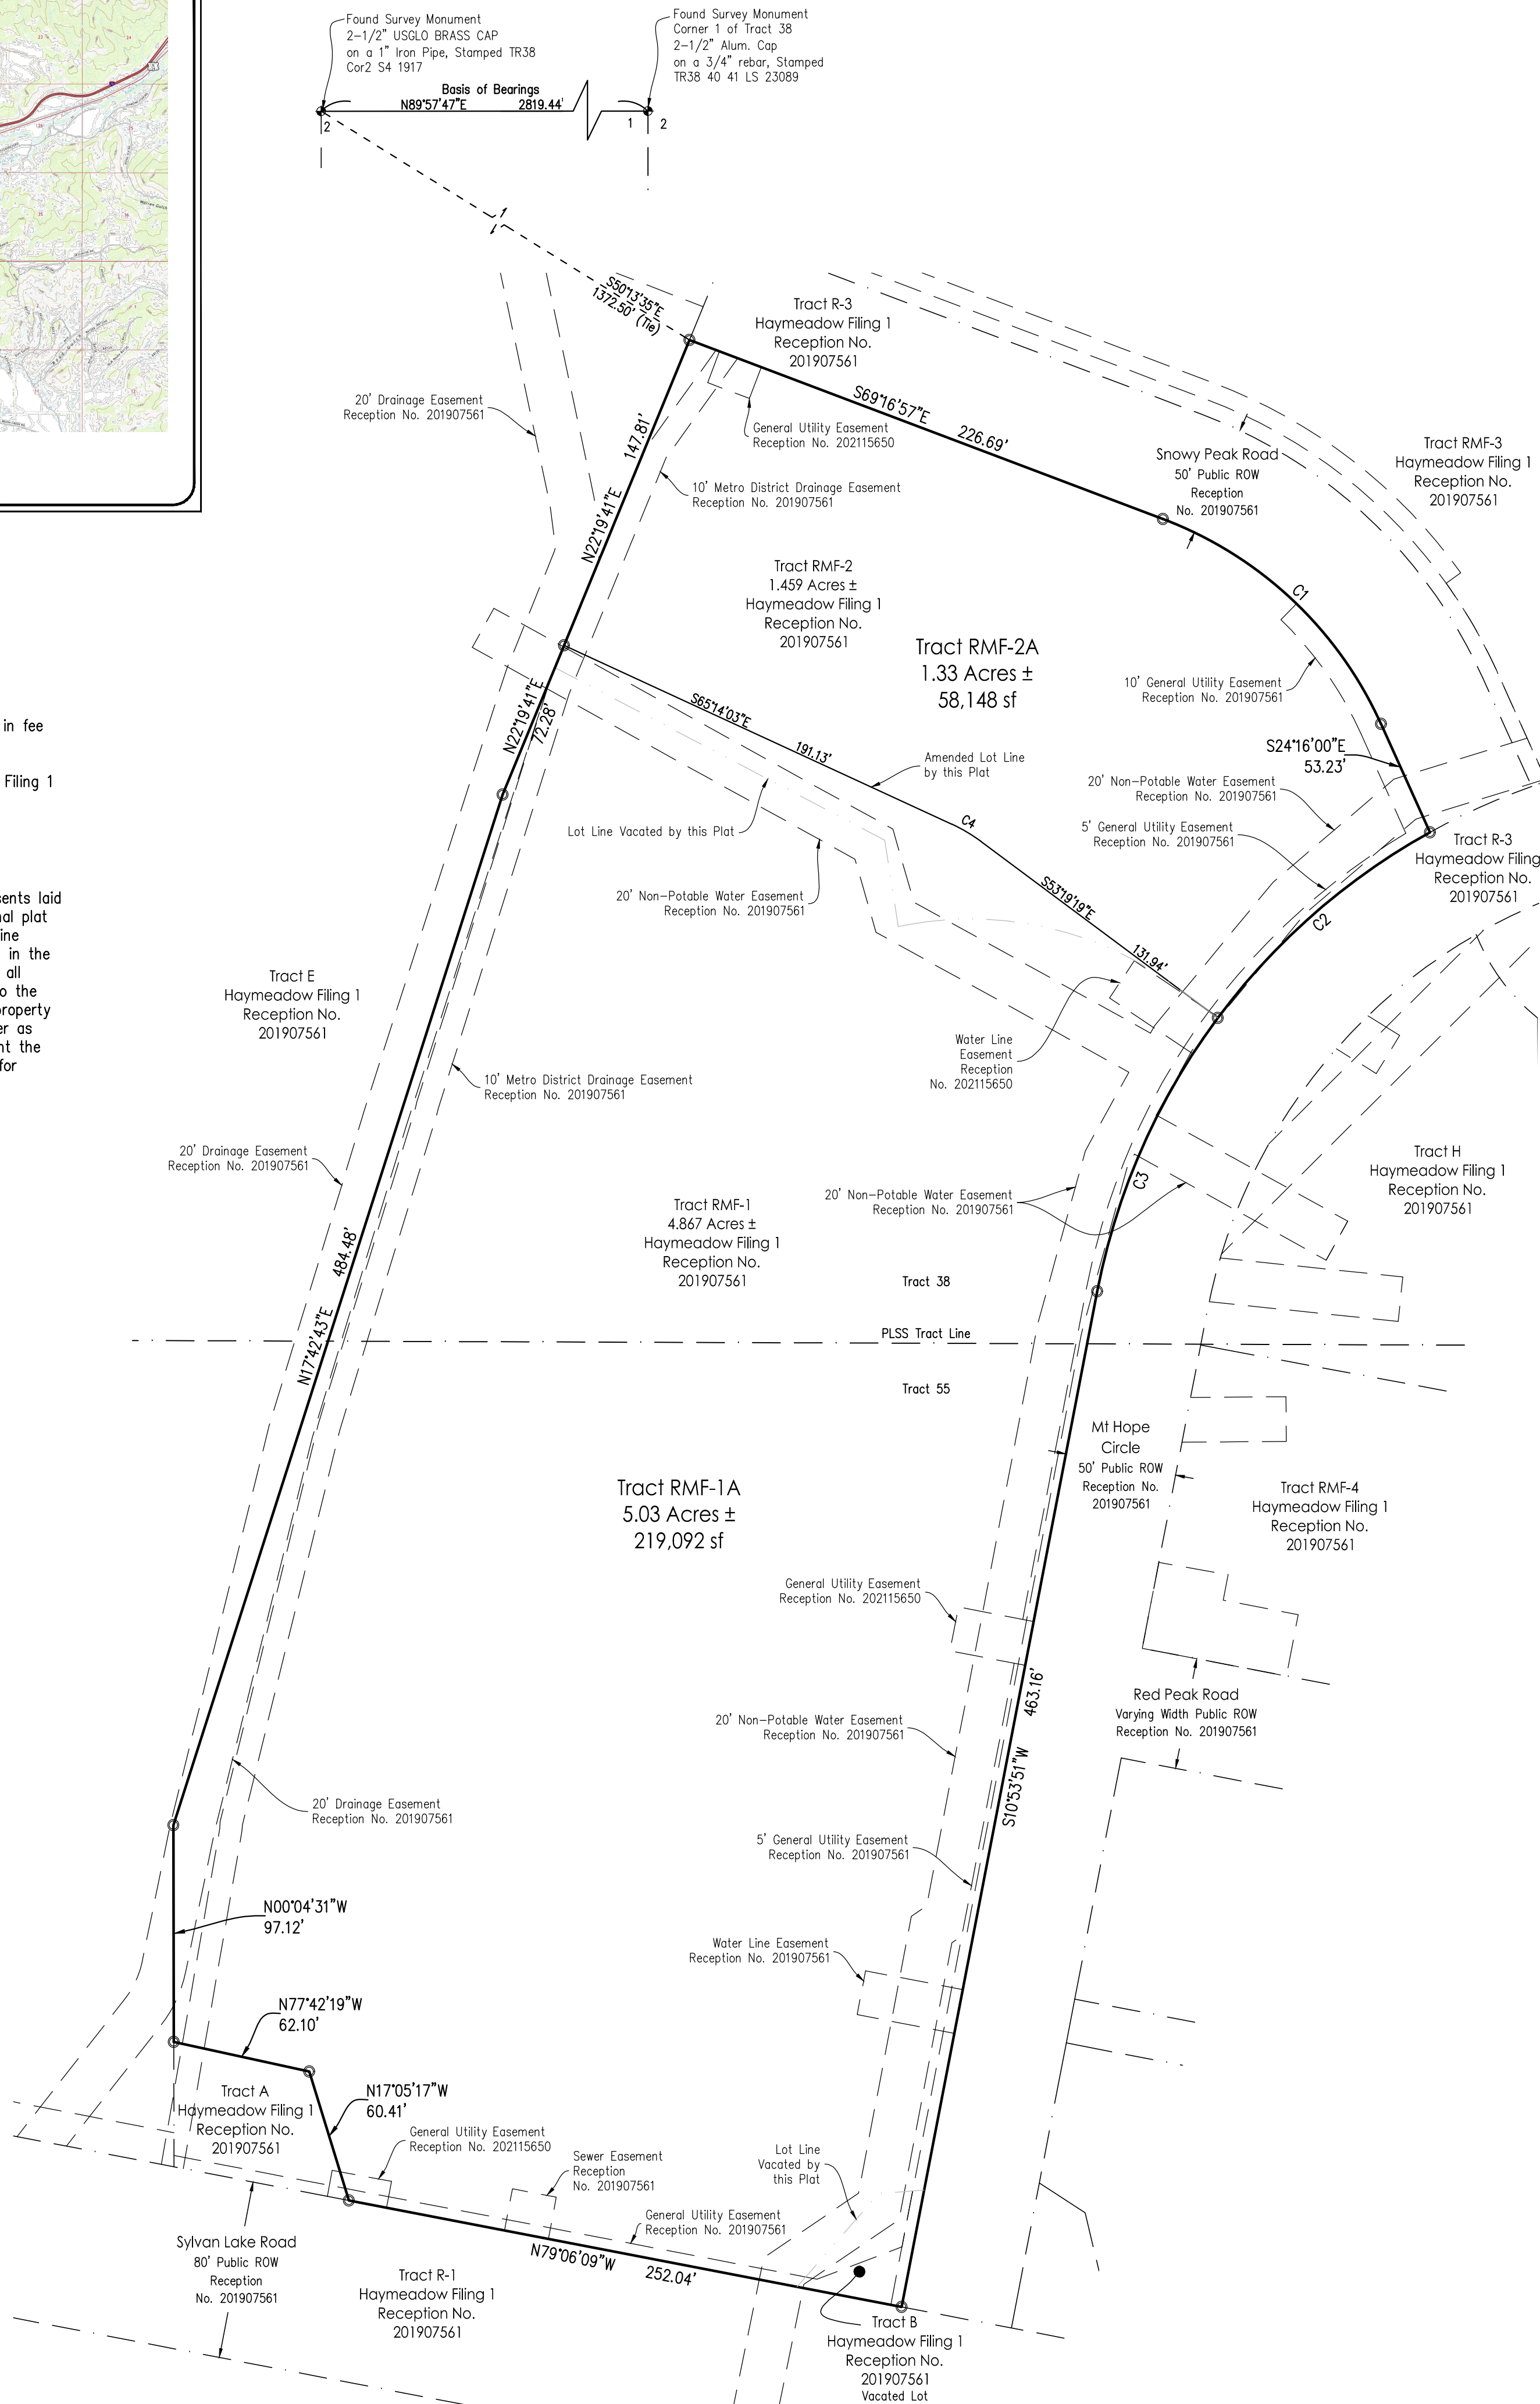 Found Survey Monument
2-1/2" USGLO BRASS CAP
on a 1" Iron Pipe, Stamped TR38
Cor2 S4 1917
Found Survey Monument
Corner 1 of Tract 38
2-1/2" Alum. Cap
on a 3/4" rebar, Stamped
TR38 40 41 LS 23089
Basis of Bearings
N89°57'47"E 2819.44'
2
1 2
S50°13'35"E
1372.50' (Tie)
Tract R-3
Haymeadow Filing 1
Reception No.
201907561
20' Drainage Easement
Reception No. 201907561
147.81'
N22°19'41"E
General Utility Easement
Reception No. 202115650
S69°16'57"E
226.69'
Snowy Peak Road
50' Public ROW
Reception
No. 201907561
Tract RMF-3
Haymeadow Filing 1
Reception No.
201907561
10' Metro District Drainage Easement
Reception No. 201907561
Tract RMF-2
1.459 Acres ±
Haymeadow Filing 1
Reception No.
201907561
C1
Tract RMF-2A
1.33 Acres ±
58,148 sf
10' General Utility Easement
Reception No. 201907561
N22°19'41"E
72.28'
S65°14'03"E
191.13'
Amended Lot Line
by this Plat
S24°16'00"E
53.23'
20' Non-Potable Water Easement
Reception No. 201907561
5' General Utility Easement
Reception No. 201907561
Lot Line Vacated by this Plat
C4
Tract R-3
Haymeadow Filing
Reception No.
201907561
in fee
Filing 1
20' Non-Potable Water Easement
Reception No. 201907561
S53°19'19"E
131.94'
C2
sents laid
nal plat
ine
in the
all
o the
property
er as
nt the
for
Tract E
Haymeadow Filing 1
Reception No.
201907561
Water Line
Easement
Reception
No. 202115650
10' Metro District Drainage Easement
Reception No. 201907561
20' Drainage Easement
Reception No. 201907561
Tract H
Haymeadow Filing 1
Reception No.
201907561
C3
20' Non-Potable Water Easement
Reception No. 201907561
Tract RMF-1
4.867 Acres ±
Haymeadow Filing 1
Reception No.
201907561
484.48'
N17°42'43"E
Tract 38
PLSS Tract Line
Tract 55
Mt Hope
Circle
50' Public ROW
Reception No.
201907561
Tract RMF-1A
5.03 Acres ±
219,092 sf
Tract RMF-4
Haymeadow Filing 1
Reception No.
201907561
General Utility Easement
Reception No. 202115650
463.16'
S10°53'51"W
Red Peak Road
Varying Width Public ROW
Reception No. 201907561
20' Non-Potable Water Easement
Reception No. 201907561
20' Drainage Easement
Reception No. 201907561
5' General Utility Easement
Reception No. 201907561
N00°04'31"W
97.12'
Water Line Easement
Reception No. 201907561
N77°42'19"W
62.10'
Tract A
Haymeadow Filing 1
Reception No.
201907561
N17°05'17"W
60.41'
General Utility Easement
Reception No. 202115650
Sewer Easement
Reception
No. 201907561
Lot Line
Vacated by
this Plat
General Utility Easement
Reception No. 201907561
Sylvan Lake Road
80' Public ROW
Reception
No. 201907561
N79°06'09"W 252.04'
Tract R-1
Haymeadow Filing 1
Reception No.
201907561
Tract B
Haymeadow Filing 1
Reception No.
201907561
Vacated Lot